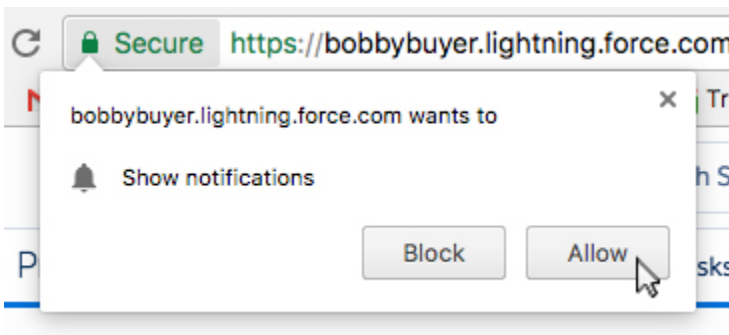 Secure https://bobbybuyer.lightning.force.com
bobbybuyer.lightning.force.com wants to
Show notifications
Block Allow